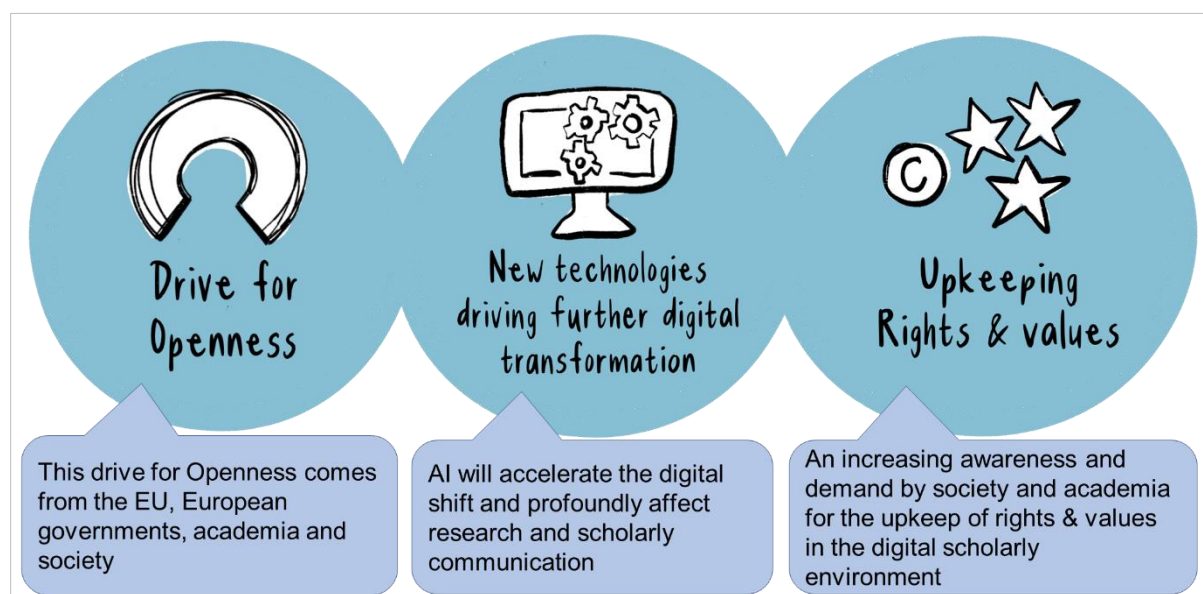 Drive for
Openness
New technologies
driving further digital
transformation
C
Upkeeping
Rights & values
This drive for Openness comes
from the EU, European
governments, academia and
society
AI will accelerate the digital
shift and profoundly affect
research and scholarly
communication
An increasing awareness and
demand by society and academia
for the upkeep of rights & values
in the digital scholarly
environment